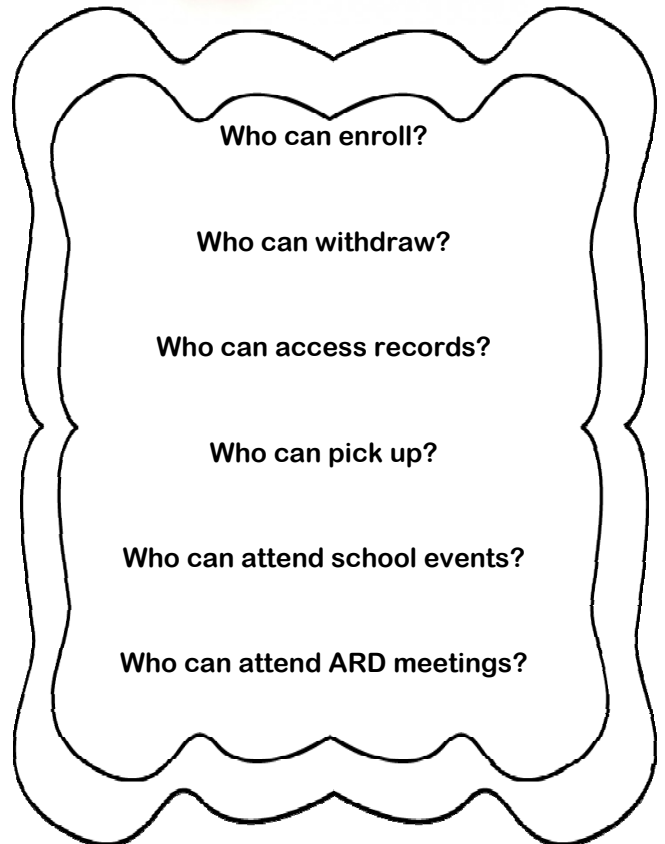 Who can enroll?
Who can withdraw?
Who can access records?
Who can pick up?
Who can attend school events?
Who can attend ARD meetings?